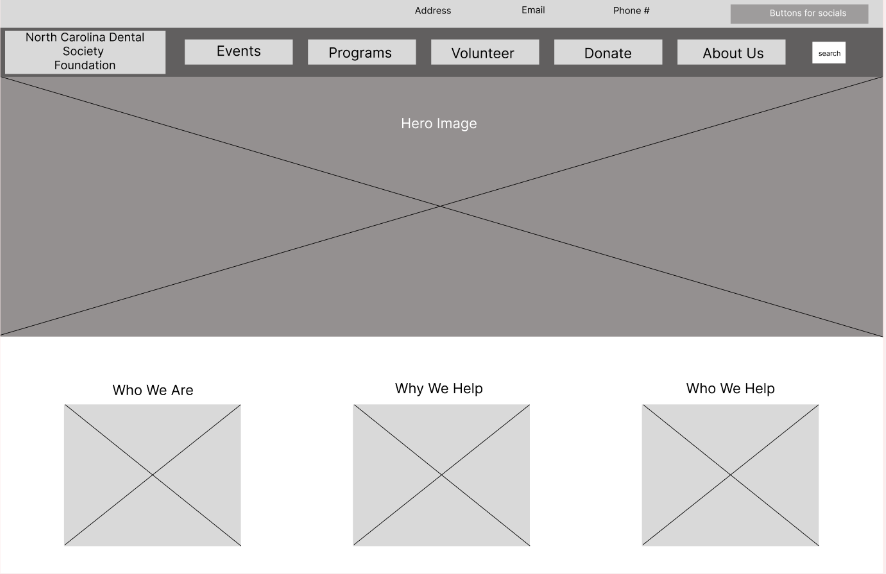 Address
Email
Phone #
Buttons for socials
North Carolina Dental
Society
Foundation
Events
Programs
Volunteer
Donate
About Us
search
Hero Image
Who We Are
Why We Help
Who We Help